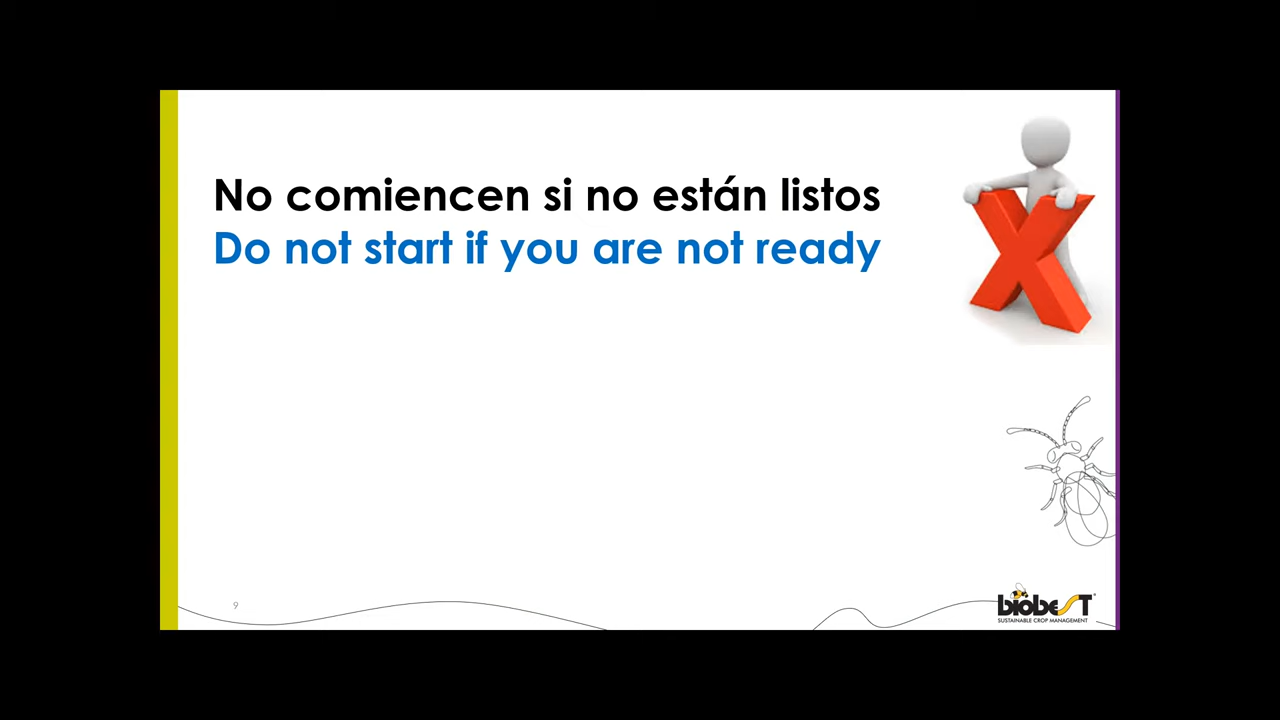 No comiencen si no están listos
Do not start if you are not ready
9
biobesT®
SUSTAINABLE CROP MANAGEMENT